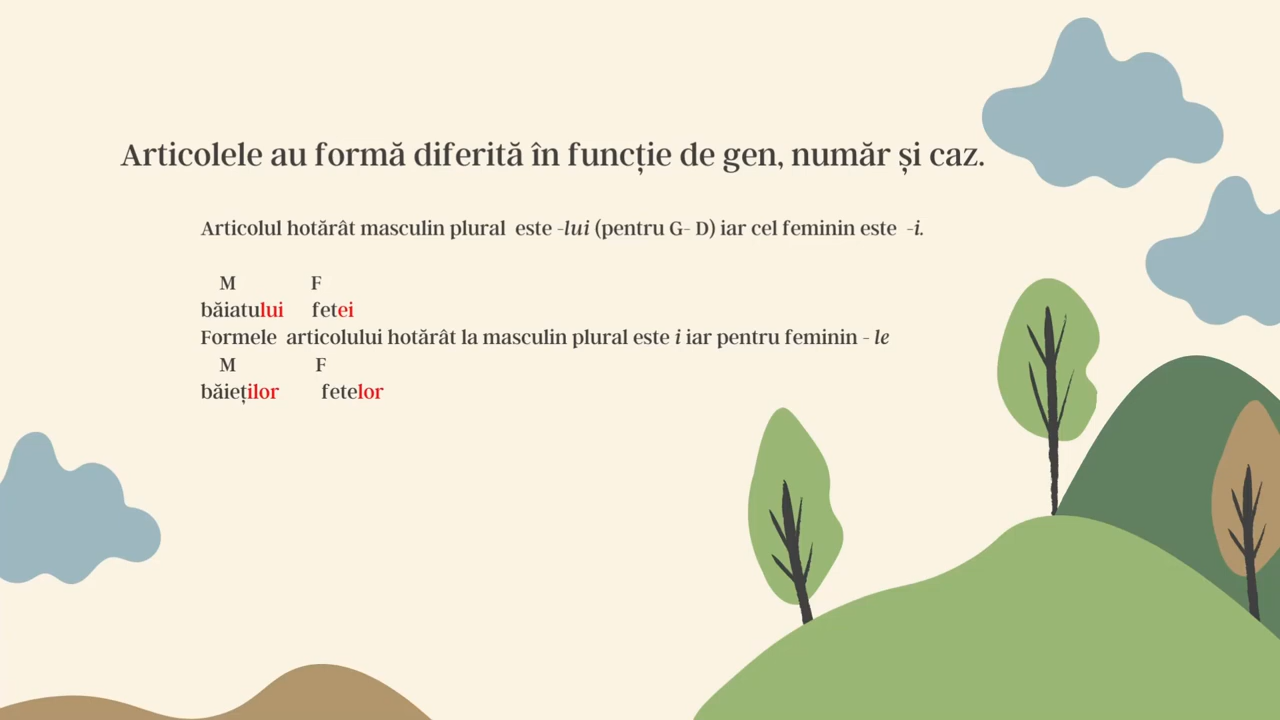 Articolele au formă diferită în funcție de gen, număr și caz.
Articolul hotărât masculin plural este -lui (pentru G- D) iar cel feminin este -i.
M F
băiatului fetei
Formele articolului hotărât la masculin plural este i iar pentru feminin - le
M F
băieților fetelor